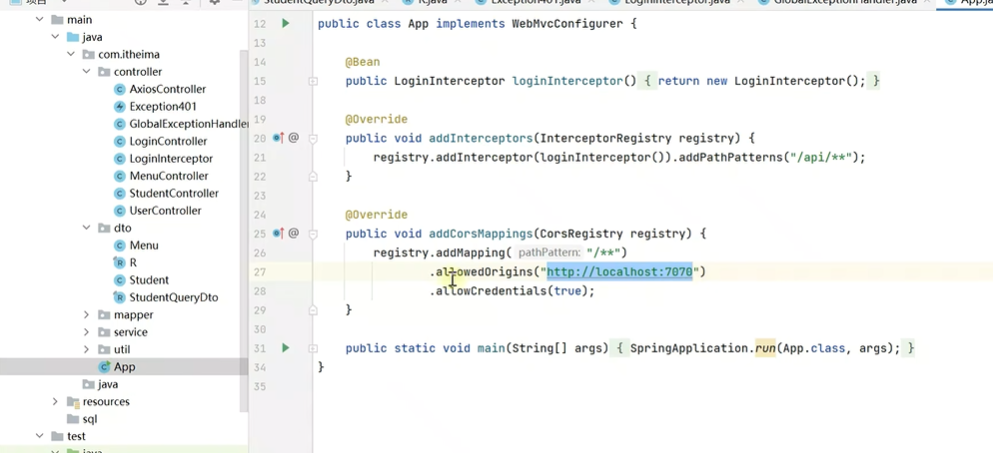 项目
StudentQueryDto.java
R.java
Exception401.java
LoginInterceptor.java
GlobalExceptionHandler.java
App.ja
main
java
com.itheima
controller
AxiosController
Exception401
GlobalExceptionHandler
LoginController
LoginInterceptor
MenuController
StudentController
UserController
dto
Menu
R
Student
StudentQueryDto
mapper
service
util
App
java
resources
sql
test
java
12 public class App implements WebMvcConfigurer {
13
14 @Bean
15 public LoginInterceptor loginInterceptor() { return new LoginInterceptor(); }
18
19 @Override
20 @ public void addInterceptors(InterceptorRegistry registry) {
21 registry.addInterceptor(loginInterceptor()).addPathPatterns("/api/**");
22 }
23
24 @Override
25 @ public void addCorsMappings(CorsRegistry registry) {
26 registry.addMapping( pathPattern: "/**")
27 .allowedOrigins("http://localhost:7070")
28 .allowCredentials(true);
29 }
30
31 public static void main(String[] args) { SpringApplication.run(App.class, args); }
34 }
35